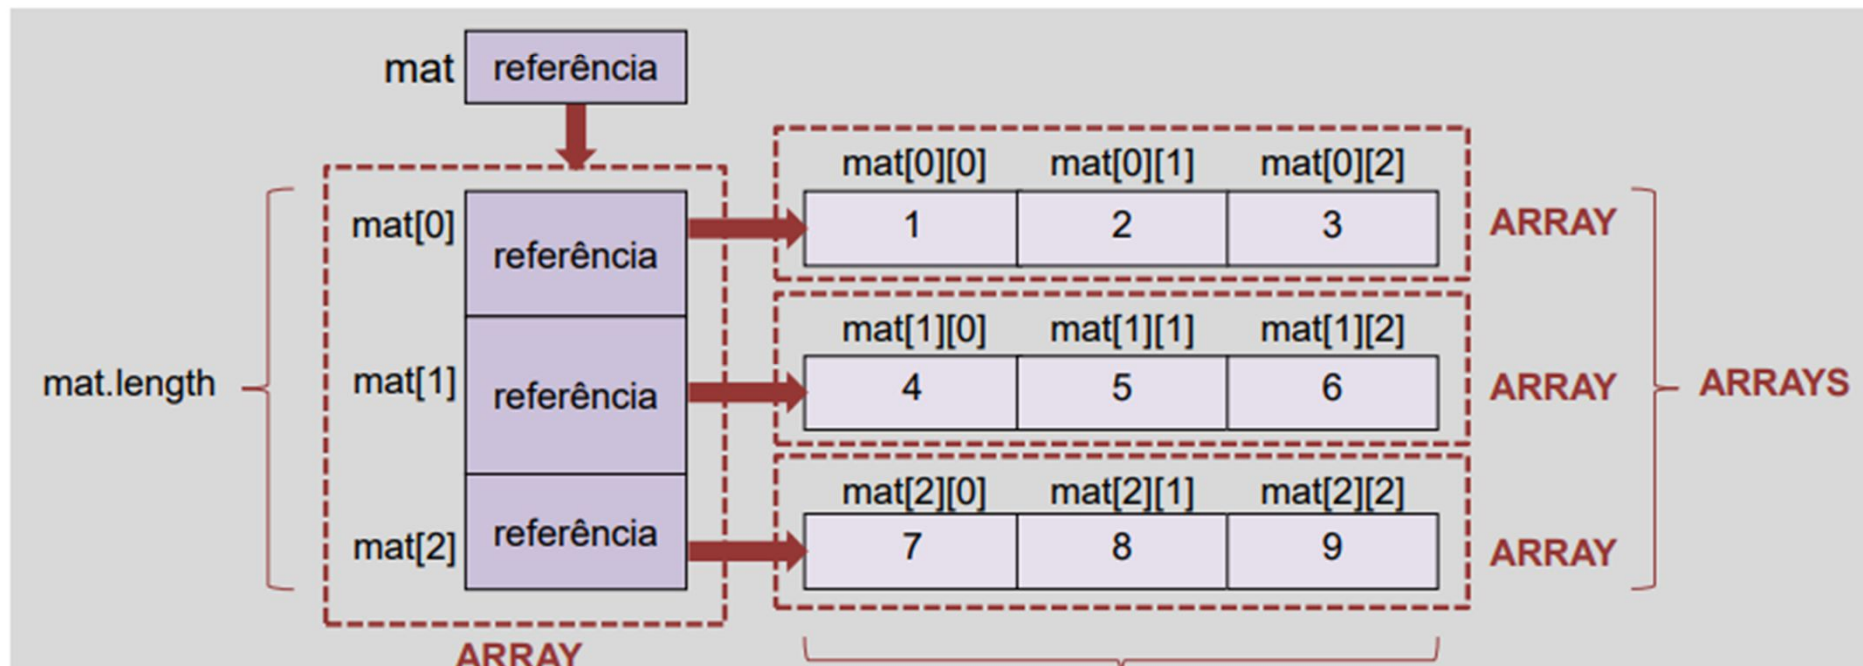 mat referência
mat[0][0] mat[0][1] mat[0][2]
mat[0] referência 1 2 3 ARRAY
mat[1][0] mat[1][1] mat[1][2]
mat.length mat[1] referência 4 5 6 ARRAY ARRAYS
mat[2][0] mat[2][1] mat[2][2]
mat[2] referência 7 8 9 ARRAY
ARRAY